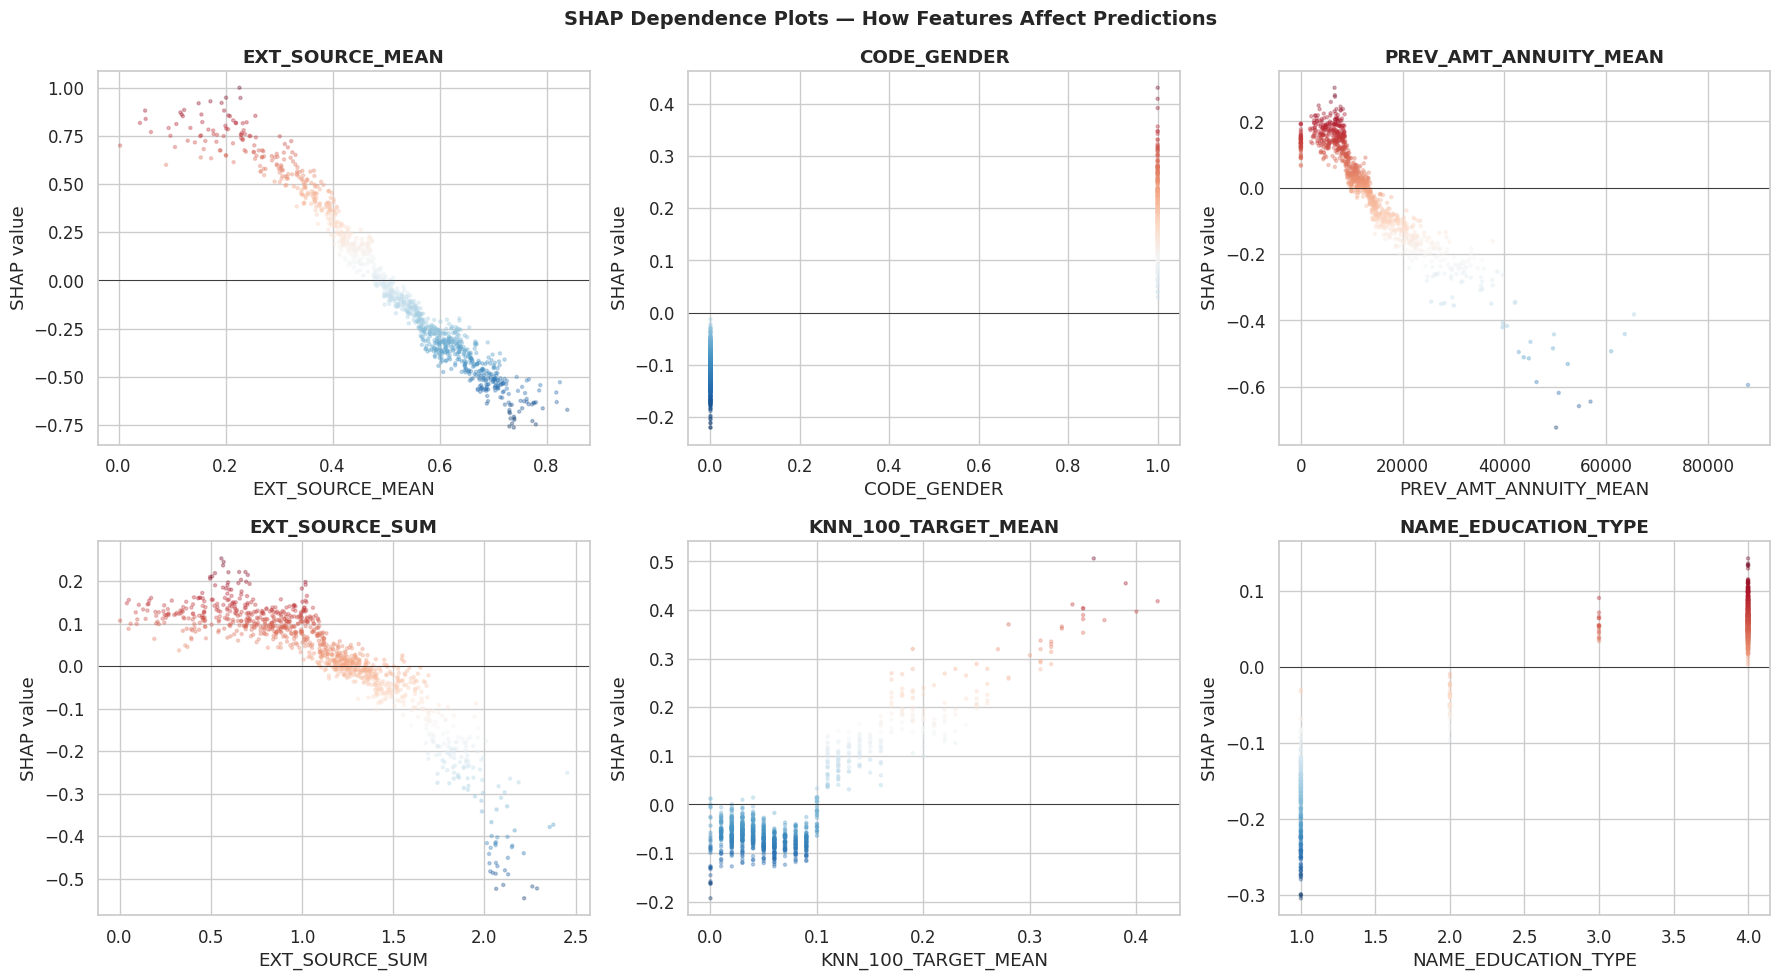 SHAP Dependence Plots — How Features Affect Predictions
EXT_SOURCE_MEAN
1.00
0.75
0.50
0.25
0.00
−0.25
−0.50
−0.75
SHAP value
0.0 0.2 0.4 0.6 0.8
EXT_SOURCE_MEAN
CODE_GENDER
0.4
0.3
0.2
0.1
0.0
−0.1
−0.2
SHAP value
0.0 0.2 0.4 0.6 0.8 1.0
CODE_GENDER
PREV_AMT_ANNUITY_MEAN
0.2
0.0
−0.2
−0.4
−0.6
SHAP value
0 20000 40000 60000 80000
PREV_AMT_ANNUITY_MEAN
EXT_SOURCE_SUM
0.2
0.1
0.0
−0.1
−0.2
−0.3
−0.4
−0.5
SHAP value
0.0 0.5 1.0 1.5 2.0 2.5
EXT_SOURCE_SUM
KNN_100_TARGET_MEAN
0.5
0.4
0.3
0.2
0.1
0.0
−0.1
−0.2
SHAP value
0.0 0.1 0.2 0.3 0.4
KNN_100_TARGET_MEAN
NAME_EDUCATION_TYPE
0.1
0.0
−0.1
−0.2
−0.3
SHAP value
1.0 1.5 2.0 2.5 3.0 3.5 4.0
NAME_EDUCATION_TYPE